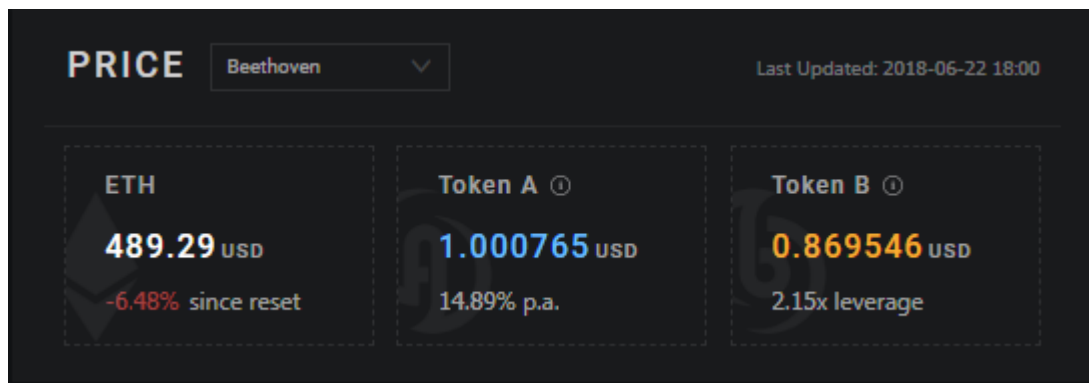 PRICE Beethoven Last Updated: 2018-06-22 18:00
ETH
489.29 USD
-6.48% since reset
Token A
1.000765 USD
14.89% p.a.
Token B
0.869546 USD
2.15x leverage